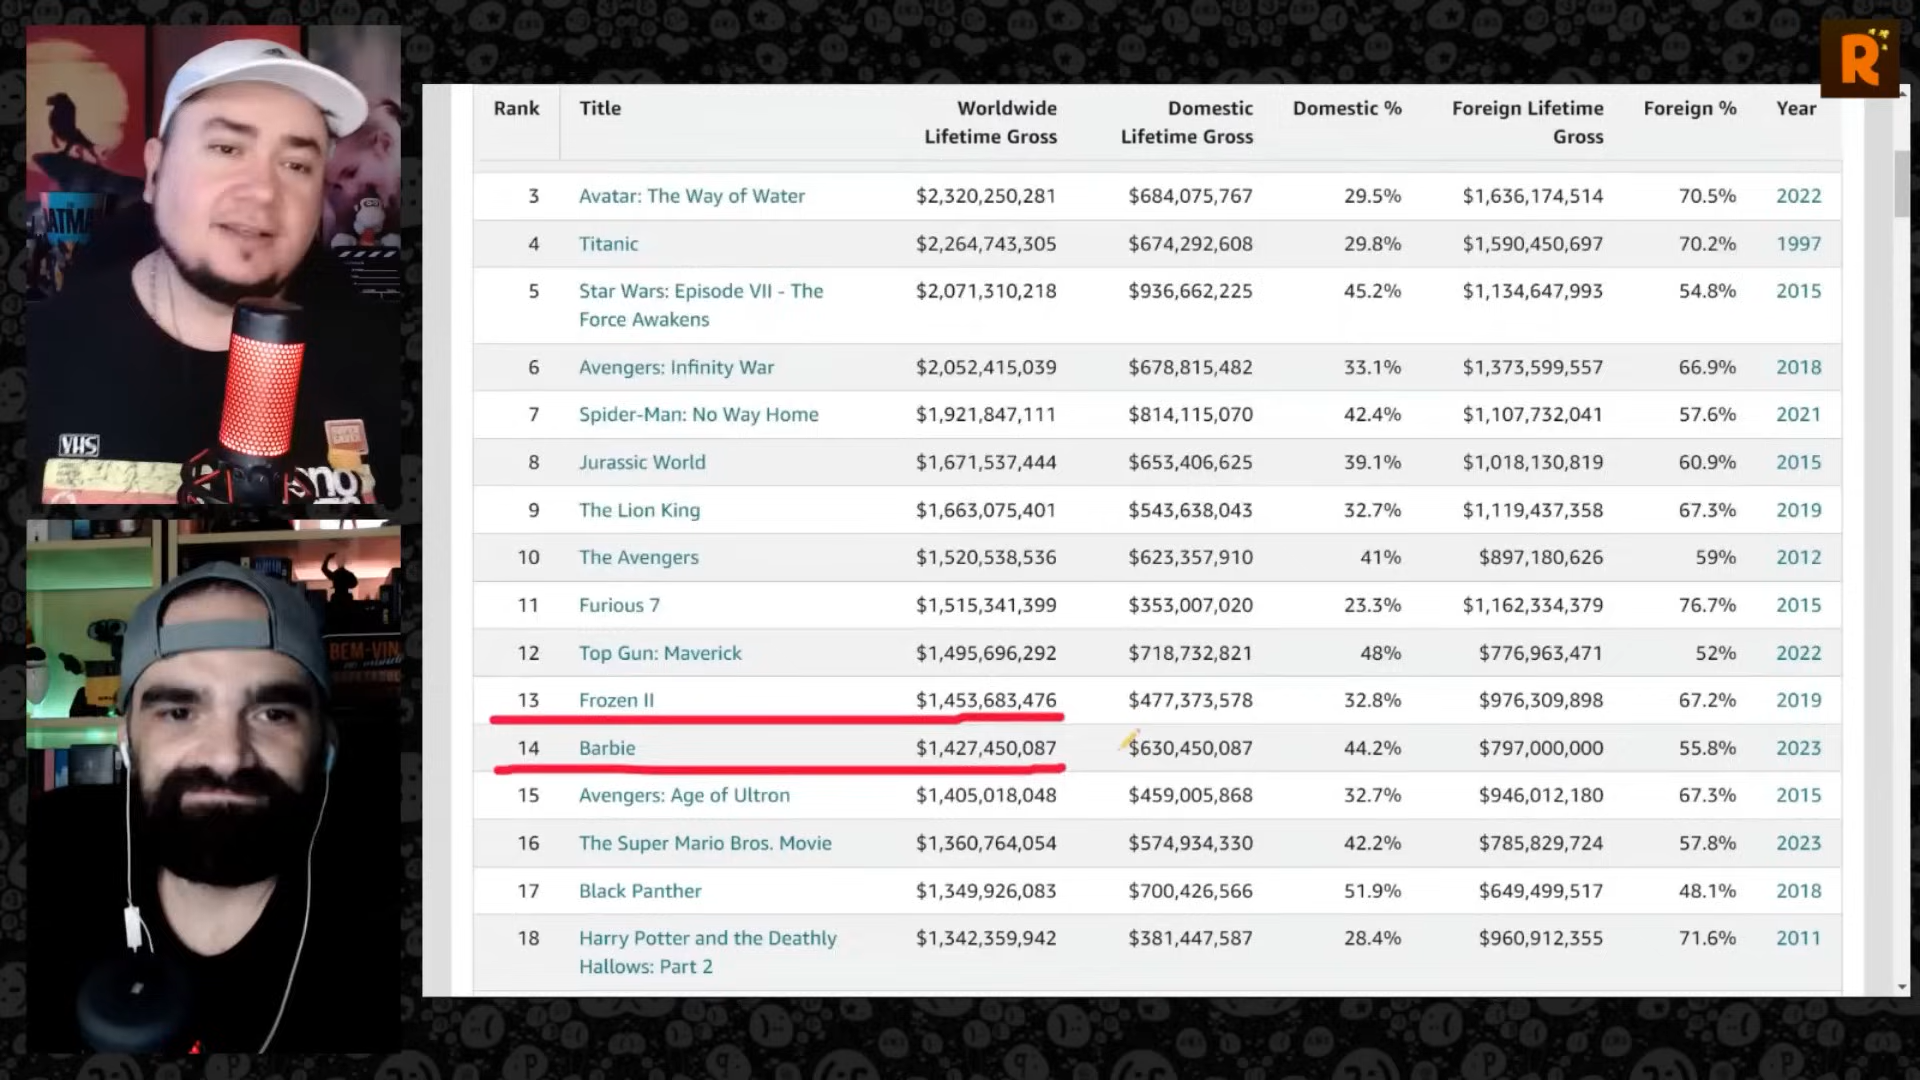 R
Rank Title Worldwide Lifetime Gross Domestic Lifetime Gross Domestic % Foreign Lifetime Gross Foreign % Year
3 Avatar: The Way of Water $2,320,250,281 $684,075,767 29.5% $1,636,174,514 70.5% 2022
4 Titanic $2,264,743,305 $674,292,608 29.8% $1,590,450,697 70.2% 1997
5 Star Wars: Episode VII - The Force Awakens $2,071,310,218 $936,662,225 45.2% $1,134,647,993 54.8% 2015
6 Avengers: Infinity War $2,052,415,039 $678,815,482 33.1% $1,373,599,557 66.9% 2018
7 Spider-Man: No Way Home $1,921,847,111 $814,115,070 42.4% $1,107,732,041 57.6% 2021
8 Jurassic World $1,671,537,444 $653,406,625 39.1% $1,018,130,819 60.9% 2015
9 The Lion King $1,663,075,401 $543,638,043 32.7% $1,119,437,358 67.3% 2019
10 The Avengers $1,520,538,536 $623,357,910 41% $897,180,626 59% 2012
11 Furious 7 $1,515,341,399 $353,007,020 23.3% $1,162,334,379 76.7% 2015
12 Top Gun: Maverick $1,495,696,292 $718,732,821 48% $776,963,471 52% 2022
13 Frozen II $1,453,683,476 $477,373,578 32.8% $976,309,898 67.2% 2019
14 Barbie $1,427,450,087 $630,450,087 44.2% $797,000,000 55.8% 2023
15 Avengers: Age of Ultron $1,405,018,048 $459,005,868 32.7% $946,012,180 67.3% 2015
16 The Super Mario Bros. Movie $1,360,764,054 $574,934,330 42.2% $785,829,724 57.8% 2023
17 Black Panther $1,349,926,083 $700,426,566 51.9% $649,499,517 48.1% 2018
18 Harry Potter and the Deathly Hallows: Part 2 $1,342,359,942 $381,447,587 28.4% $960,912,355 71.6% 2011
ATMA
VHS
BEM-VIN